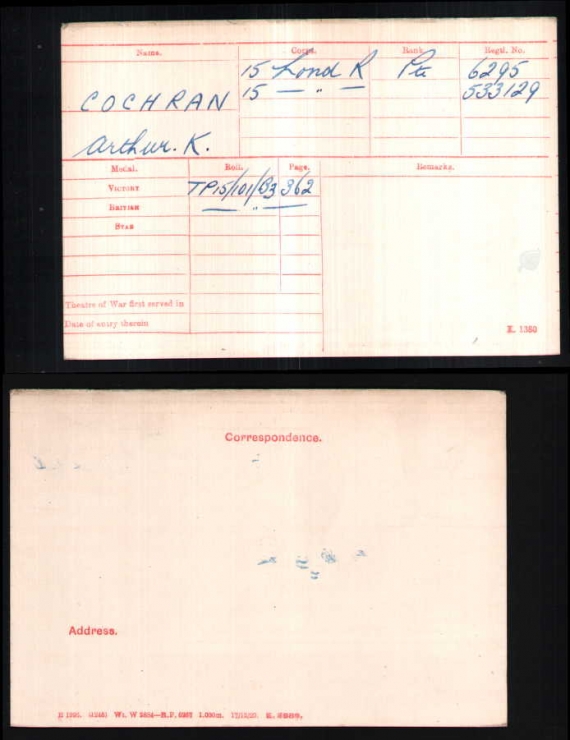 Name. Corps. Rank. Regtl. No.
15 Lond R Pte 6295
15 — " — 533129
COCHRAN
Arthur. K.
Medal. Roll. Page. Remarks.
VICTORY TP15/101/B3 362
BRITISH — " —
STAR
Theatre of War first served in
Date of entry therein
K. 1380
Correspondence.
Address.